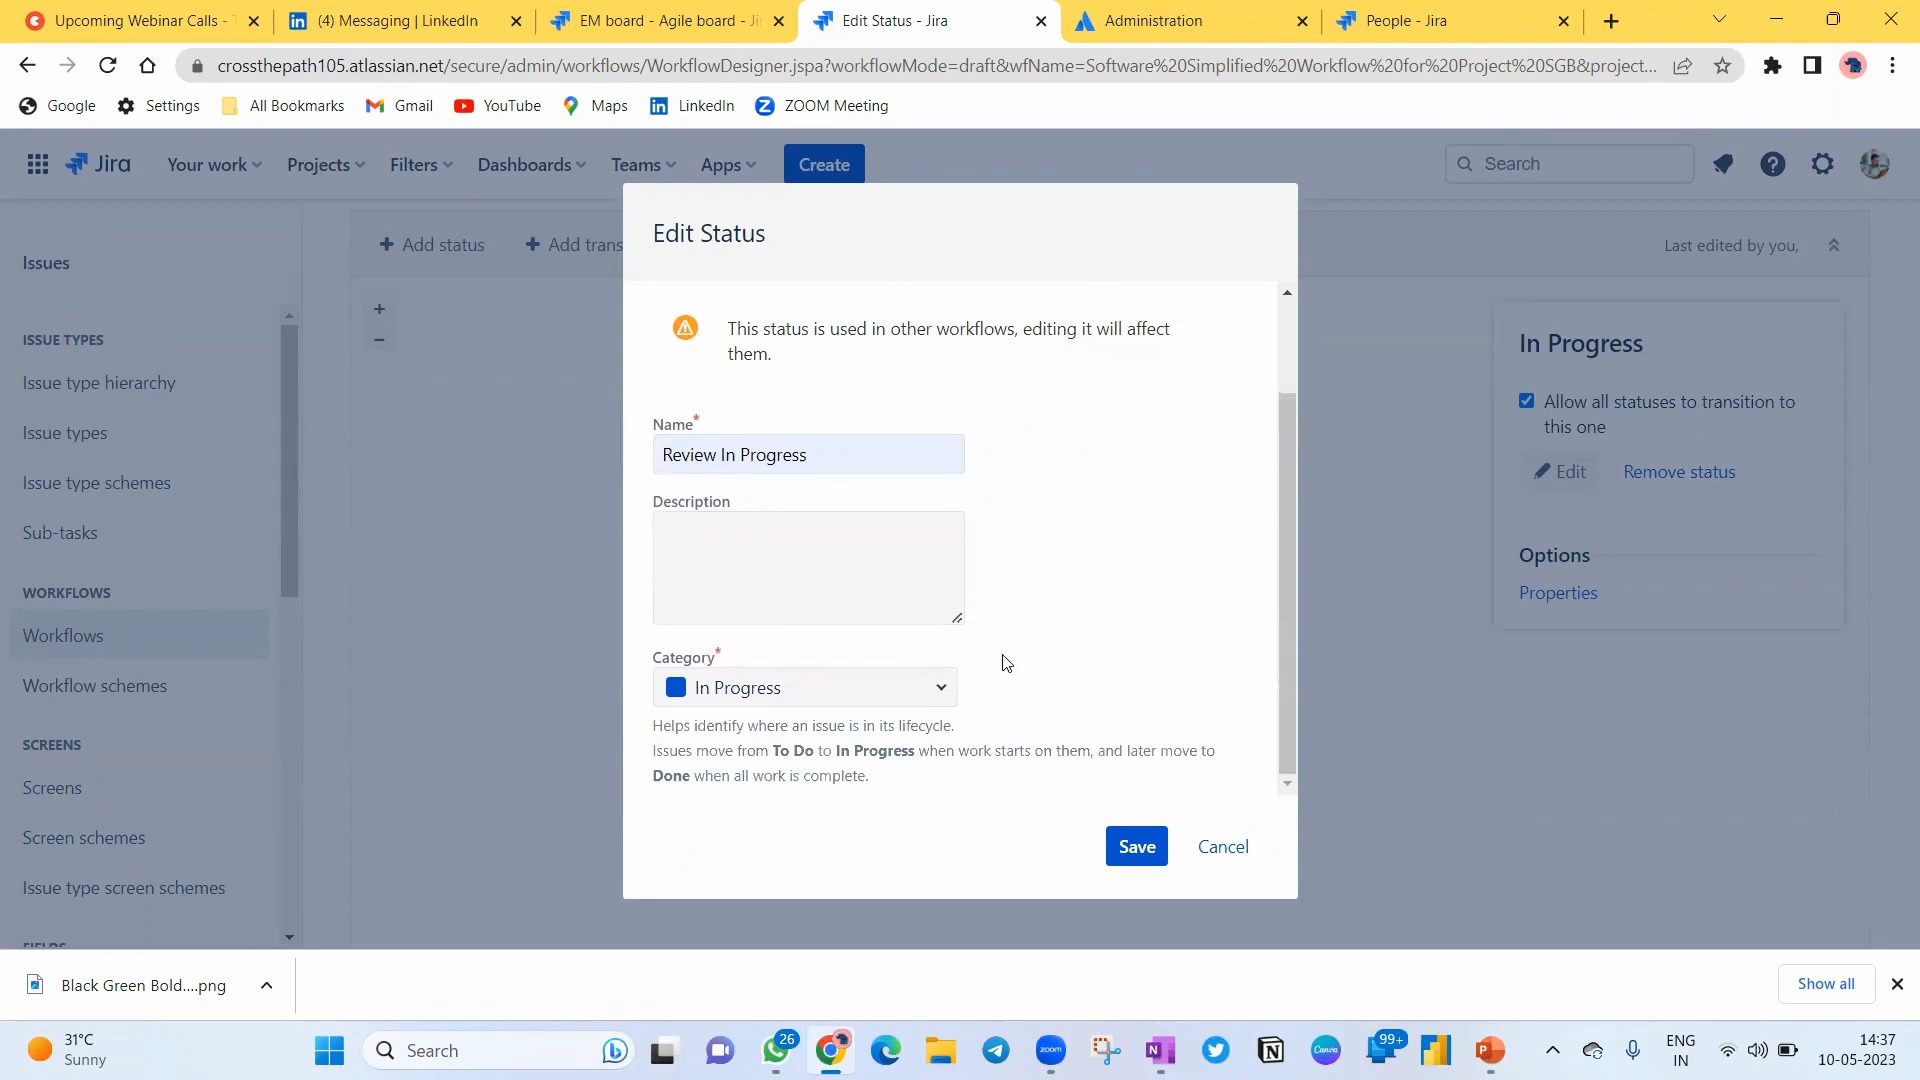 Upcoming Webinar Calls - T
(4) Messaging | LinkedIn
EM board - Agile board - Ji
Edit Status - Jira
Administration
People - Jira
crossthepath105.atlassian.net/secure/admin/workflows/WorkflowDesigner.jspa?workflowMode=draft&wfName=Software%20Simplified%20Workflow%20for%20Project%20SGB&project...
Google
Settings
All Bookmarks
Gmail
YouTube
Maps
LinkedIn
ZOOM Meeting
Jira
Your work
Projects
Filters
Dashboards
Teams
Apps
Create
Search
Issues
ISSUE TYPES
Issue type hierarchy
Issue types
Issue type schemes
Sub-tasks
WORKFLOWS
Workflows
Workflow schemes
SCREENS
Screens
Screen schemes
Issue type screen schemes
FIELDS
+ Add status
+ Add trans
Last edited by you,
+
−
Edit Status
This status is used in other workflows, editing it will affect
them.
Name*
Review In Progress
Description
Category*
In Progress
Helps identify where an issue is in its lifecycle.
Issues move from To Do to In Progress when work starts on them, and later move to
Done when all work is complete.
Save
Cancel
In Progress
Allow all statuses to transition to
this one
Edit
Remove status
Options
Properties
Black Green Bold....png
Show all
31°C
Sunny
Search
26
zoom
Canva
99+
ENG
IN
14:37
10-05-2023